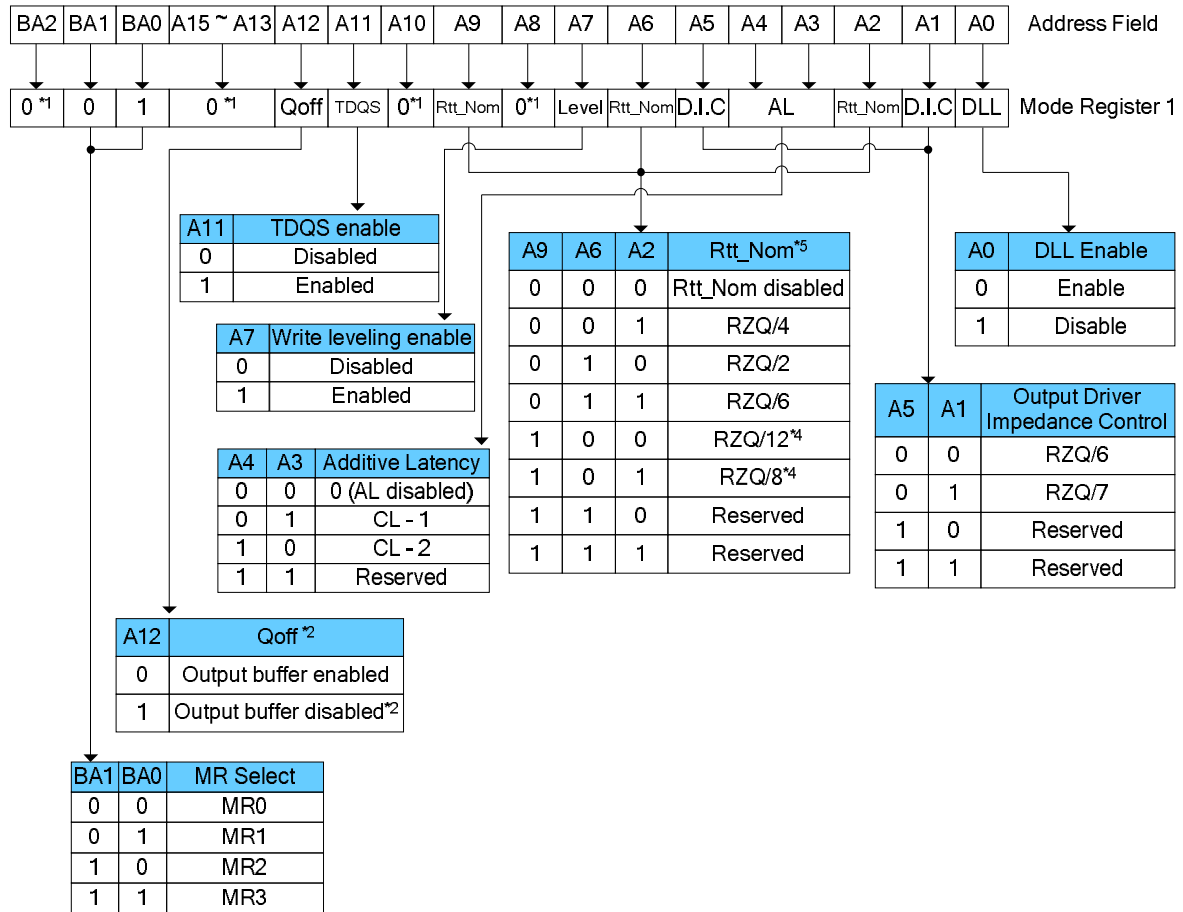 BA2 BA1 BA0 A15 ~ A13 A12 A11 A10 A9 A8 A7 A6 A5 A4 A3 A2 A1 A0 Address Field
0*1 0 1 0*1 Qoff TDQS 0*1 Rtt_Nom 0*1 Level Rtt_Nom D.I.C AL Rtt_Nom D.I.C DLL Mode Register 1
A11 TDQS enable
0 Disabled
1 Enabled
A7 Write leveling enable
0 Disabled
1 Enabled
A4 A3 Additive Latency
0 0 0 (AL disabled)
0 1 CL - 1
1 0 CL - 2
1 1 Reserved
A9 A6 A2 Rtt_Nom*5
0 0 0 Rtt_Nom disabled
0 0 1 RZQ/4
0 1 0 RZQ/2
0 1 1 RZQ/6
1 0 0 RZQ/12*4
1 0 1 RZQ/8*4
1 1 0 Reserved
1 1 1 Reserved
A0 DLL Enable
0 Enable
1 Disable
A5 A1 Output Driver
Impedance Control
0 0 RZQ/6
0 1 RZQ/7
1 0 Reserved
1 1 Reserved
A12 Qoff*2
0 Output buffer enabled
1 Output buffer disabled*2
BA1 BA0 MR Select
0 0 MR0
0 1 MR1
1 0 MR2
1 1 MR3